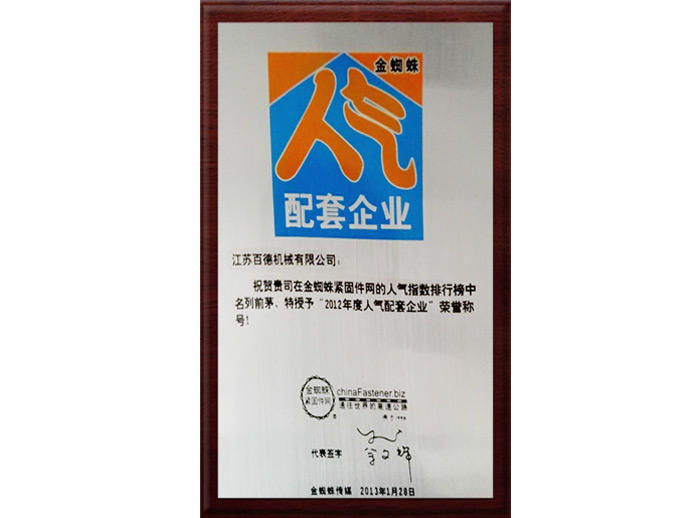 金蜘蛛
人气
配套企业
江苏百德机械有限公司：
祝贺贵司在金蜘蛛紧固件网的人气指数排行榜中
名列前茅、特授予“2012年度人气配套企业”荣誉称
号！
金蜘蛛 chinaFastener.biz
紧固件网 通往世界的高速公路
代表签字
金蜘蛛传媒 2013年1月28日